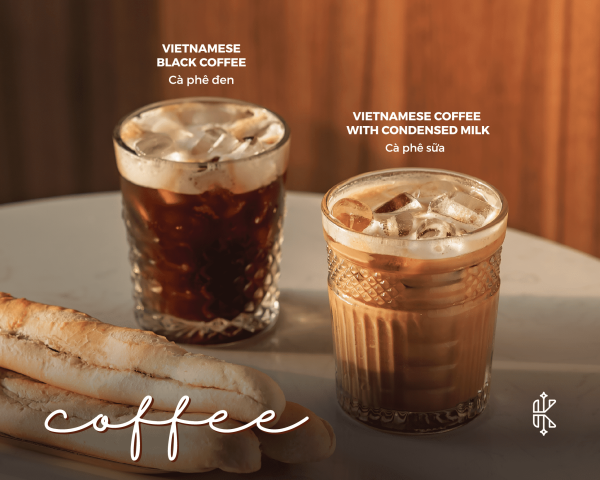 VIETNAMESE
BLACK COFFEE
Cà phê đen
VIETNAMESE COFFEE
WITH CONDENSED MILK
Cà phê sữa
coffee